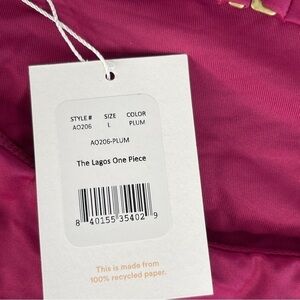 STYLE # SIZE COLOR
AO206 L PLUM
AO206-PLUM
The Lagos One Piece
8 40155 35402 9
This is made from
100% recycled paper.